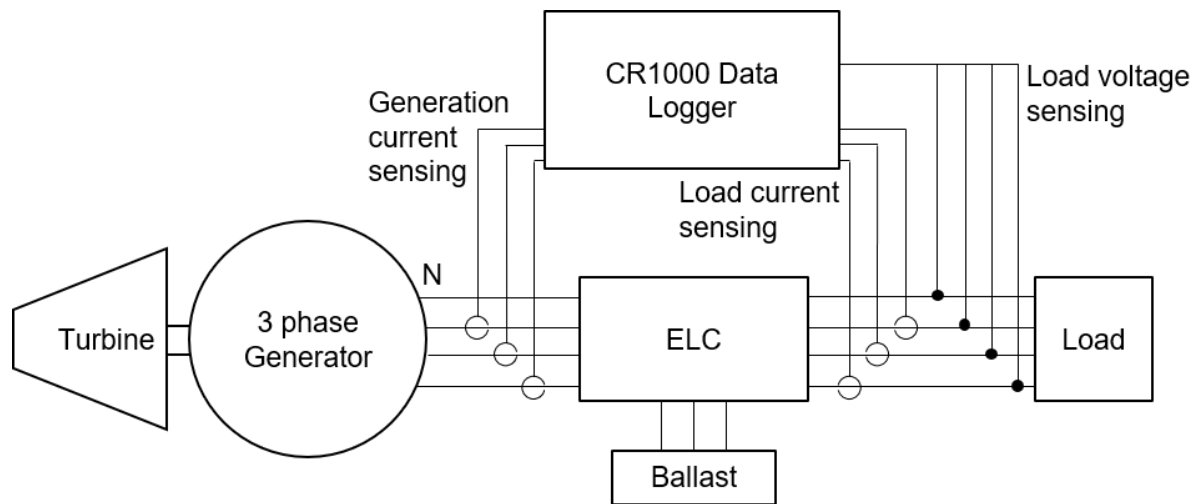 CR1000 Data
Logger
Load voltage
sensing
Generation
current
sensing
Load current
sensing
N
Turbine
3 phase
Generator
ELC
Load
Ballast